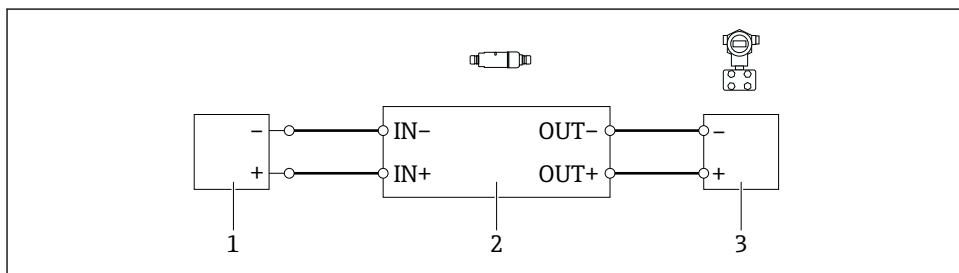 – IN– OUT– –
+ IN+ OUT+ +
1 2 3